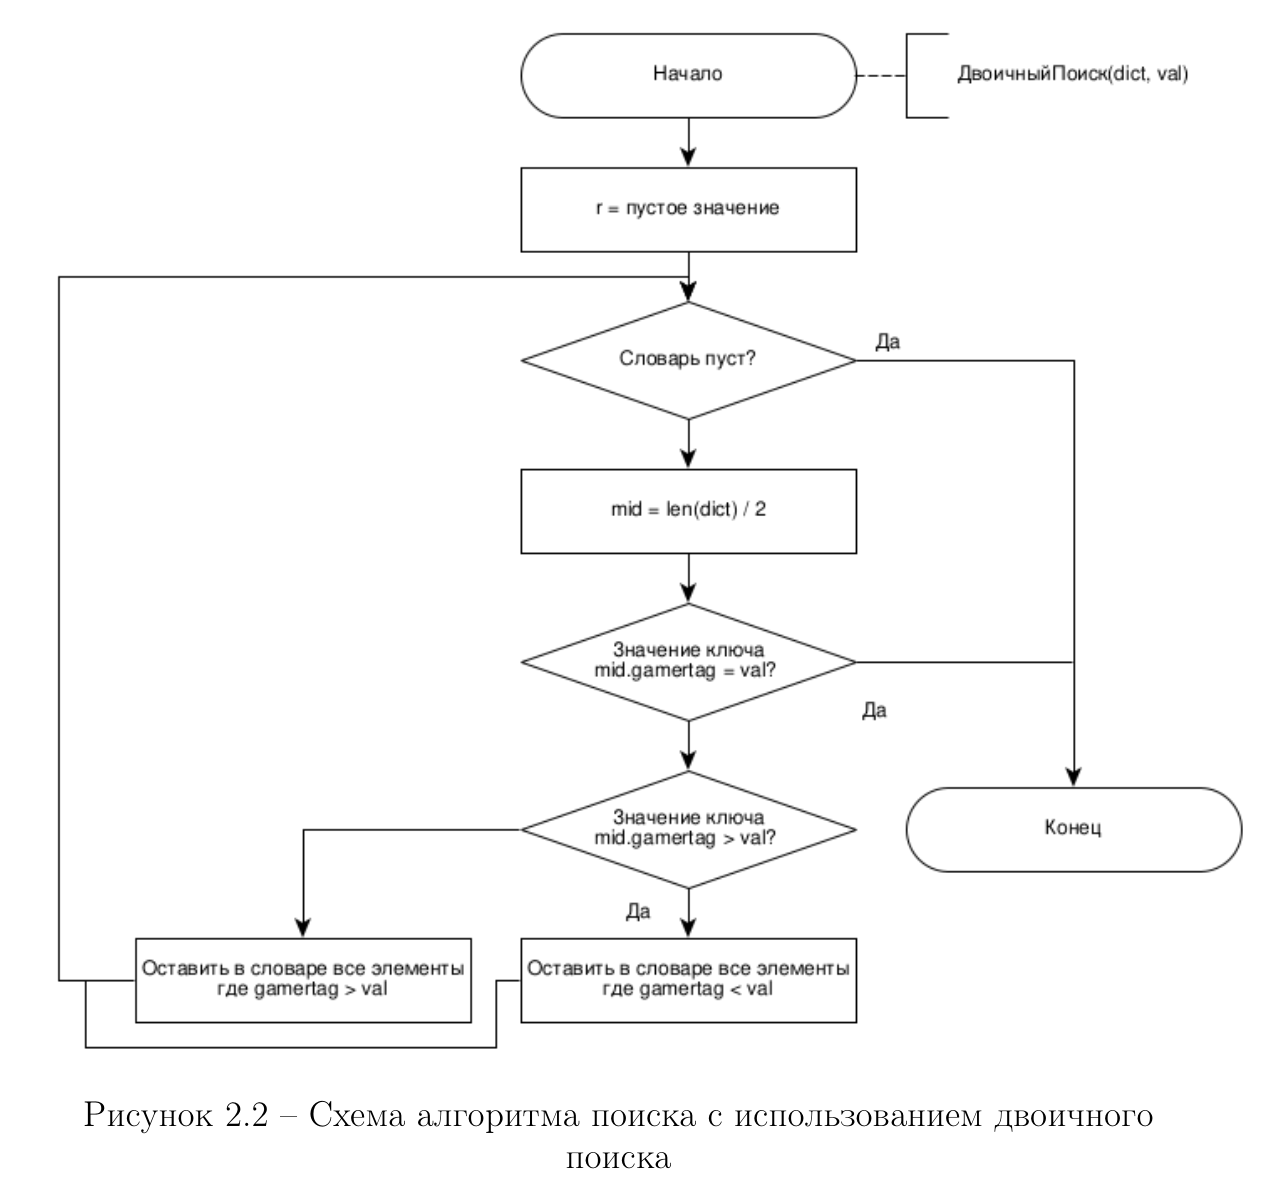 Начало
ДвоичныйПоиск(dict, val)
r = пустое значение
Словарь пуст?
Да
mid = len(dict) / 2
Значение ключа
mid.gamertag = val?
Да
Значение ключа
mid.gamertag > val?
Конец
Да
Оставить в словаре все элементы
где gamertag > val
Оставить в словаре все элементы
где gamertag < val
Рисунок 2.2 – Схема алгоритма поиска с использованием двоичного
поиска